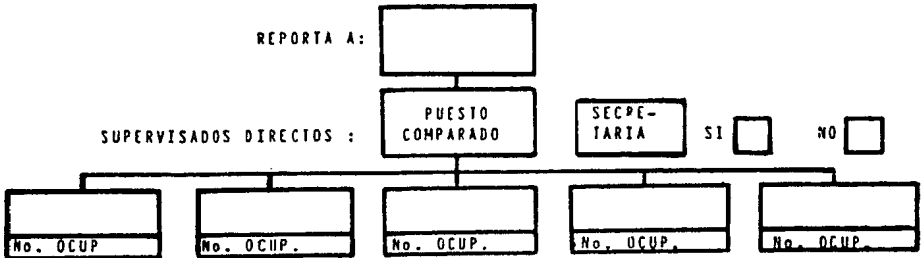 REPORTA A:
PUESTO
COMPARADO
SECRE-
TARIA
SI
NO
SUPERVISADOS DIRECTOS :
No. OCUP
No. OCUP.
No. OCUP.
No. OCUP.
No. OCUP.